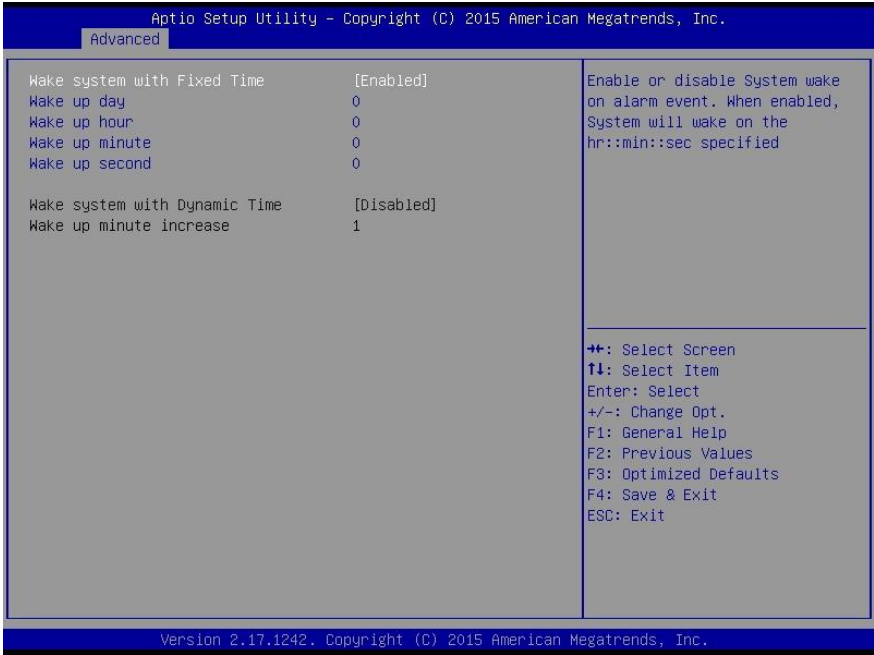 Aptio Setup Utility – Copyright (C) 2015 American Megatrends, Inc.
Advanced
Wake system with Fixed Time [Enabled]
Wake up day 0
Wake up hour 0
Wake up minute 0
Wake up second 0
Wake system with Dynamic Time [Disabled]
Wake up minute increase 1
Enable or disable System wake
on alarm event. When enabled,
System will wake on the
hr::min::sec specified
→←: Select Screen
↑↓: Select Item
Enter: Select
+/-: Change Opt.
F1: General Help
F2: Previous Values
F3: Optimized Defaults
F4: Save & Exit
ESC: Exit
Version 2.17.1242. Copyright (C) 2015 American Megatrends, Inc.